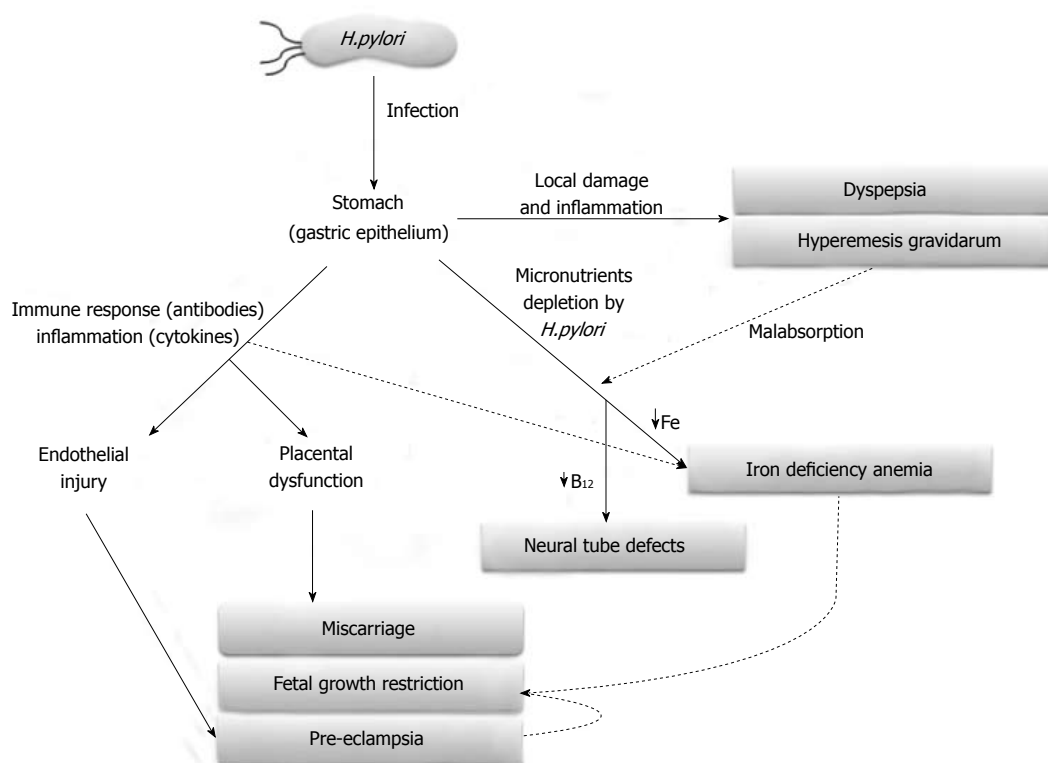 H.pylori
Infection
Stomach
(gastric epithelium)
Local damage
and inflammation
Dyspepsia
Hyperemesis gravidarum
Micronutrients
depletion by
H.pylori
Malabsorption
Immune response (antibodies)
inflammation (cytokines)
↓Fe
Endothelial
injury
Placental
dysfunction
Iron deficiency anemia
↓B₁₂
Neural tube defects
Miscarriage
Fetal growth restriction
Pre-eclampsia